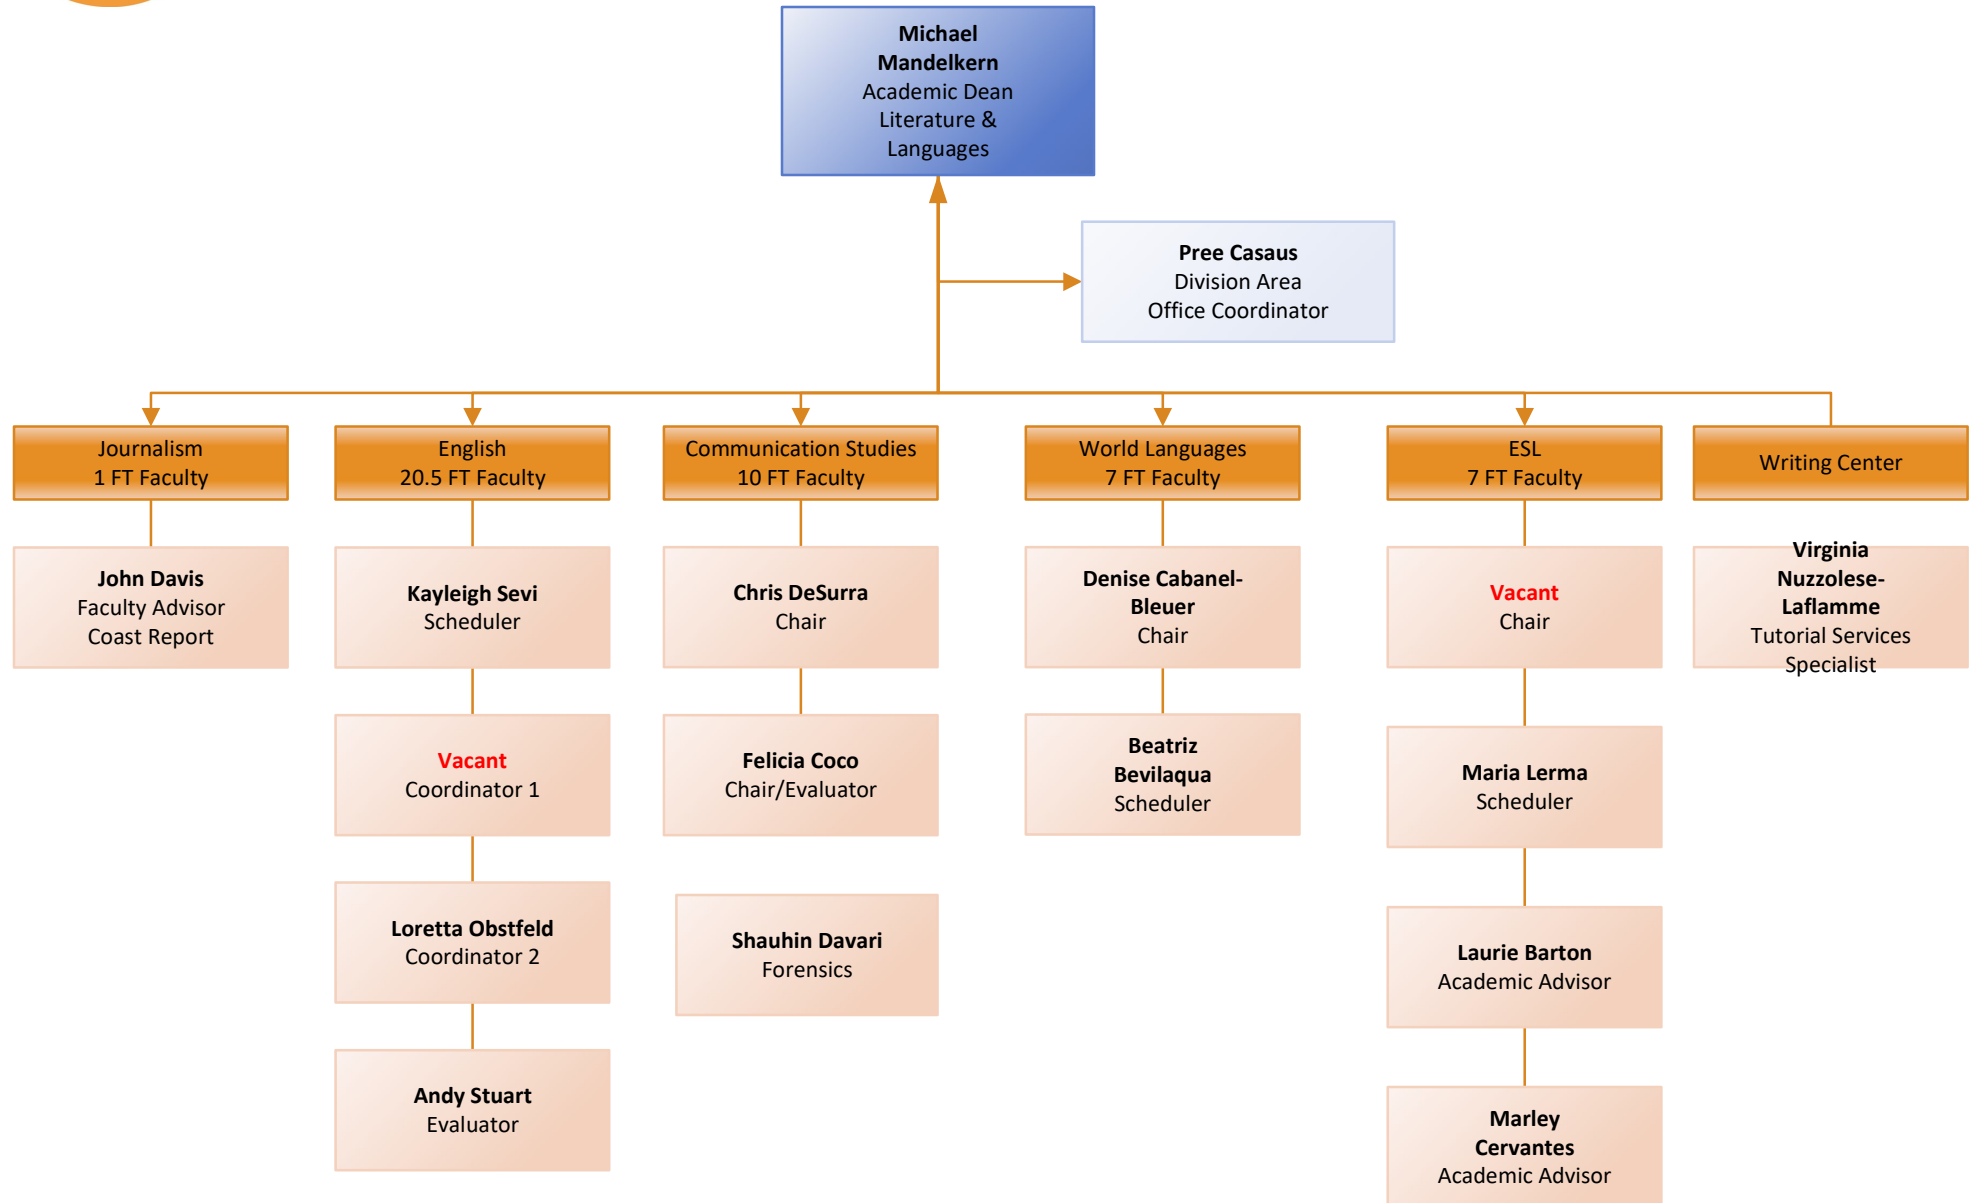 Michael
Mandelkern
Academic Dean
Literature &
Languages
Pree Casaus
Division Area
Office Coordinator
Journalism
1 FT Faculty
English
20.5 FT Faculty
Communication Studies
10 FT Faculty
World Languages
7 FT Faculty
ESL
7 FT Faculty
Writing Center
John Davis
Faculty Advisor
Coast Report
Kayleigh Sevi
Scheduler
Chris DeSurra
Chair
Denise Cabanel-
Bleuer
Chair
Vacant
Chair
Virginia
Nuzzolese-
Laflamme
Tutorial Services
Specialist
Vacant
Coordinator 1
Felicia Coco
Chair/Evaluator
Beatriz
Bevilaqua
Scheduler
Maria Lerma
Scheduler
Loretta Obstfeld
Coordinator 2
Shauhin Davari
Forensics
Laurie Barton
Academic Advisor
Andy Stuart
Evaluator
Marley
Cervantes
Academic Advisor